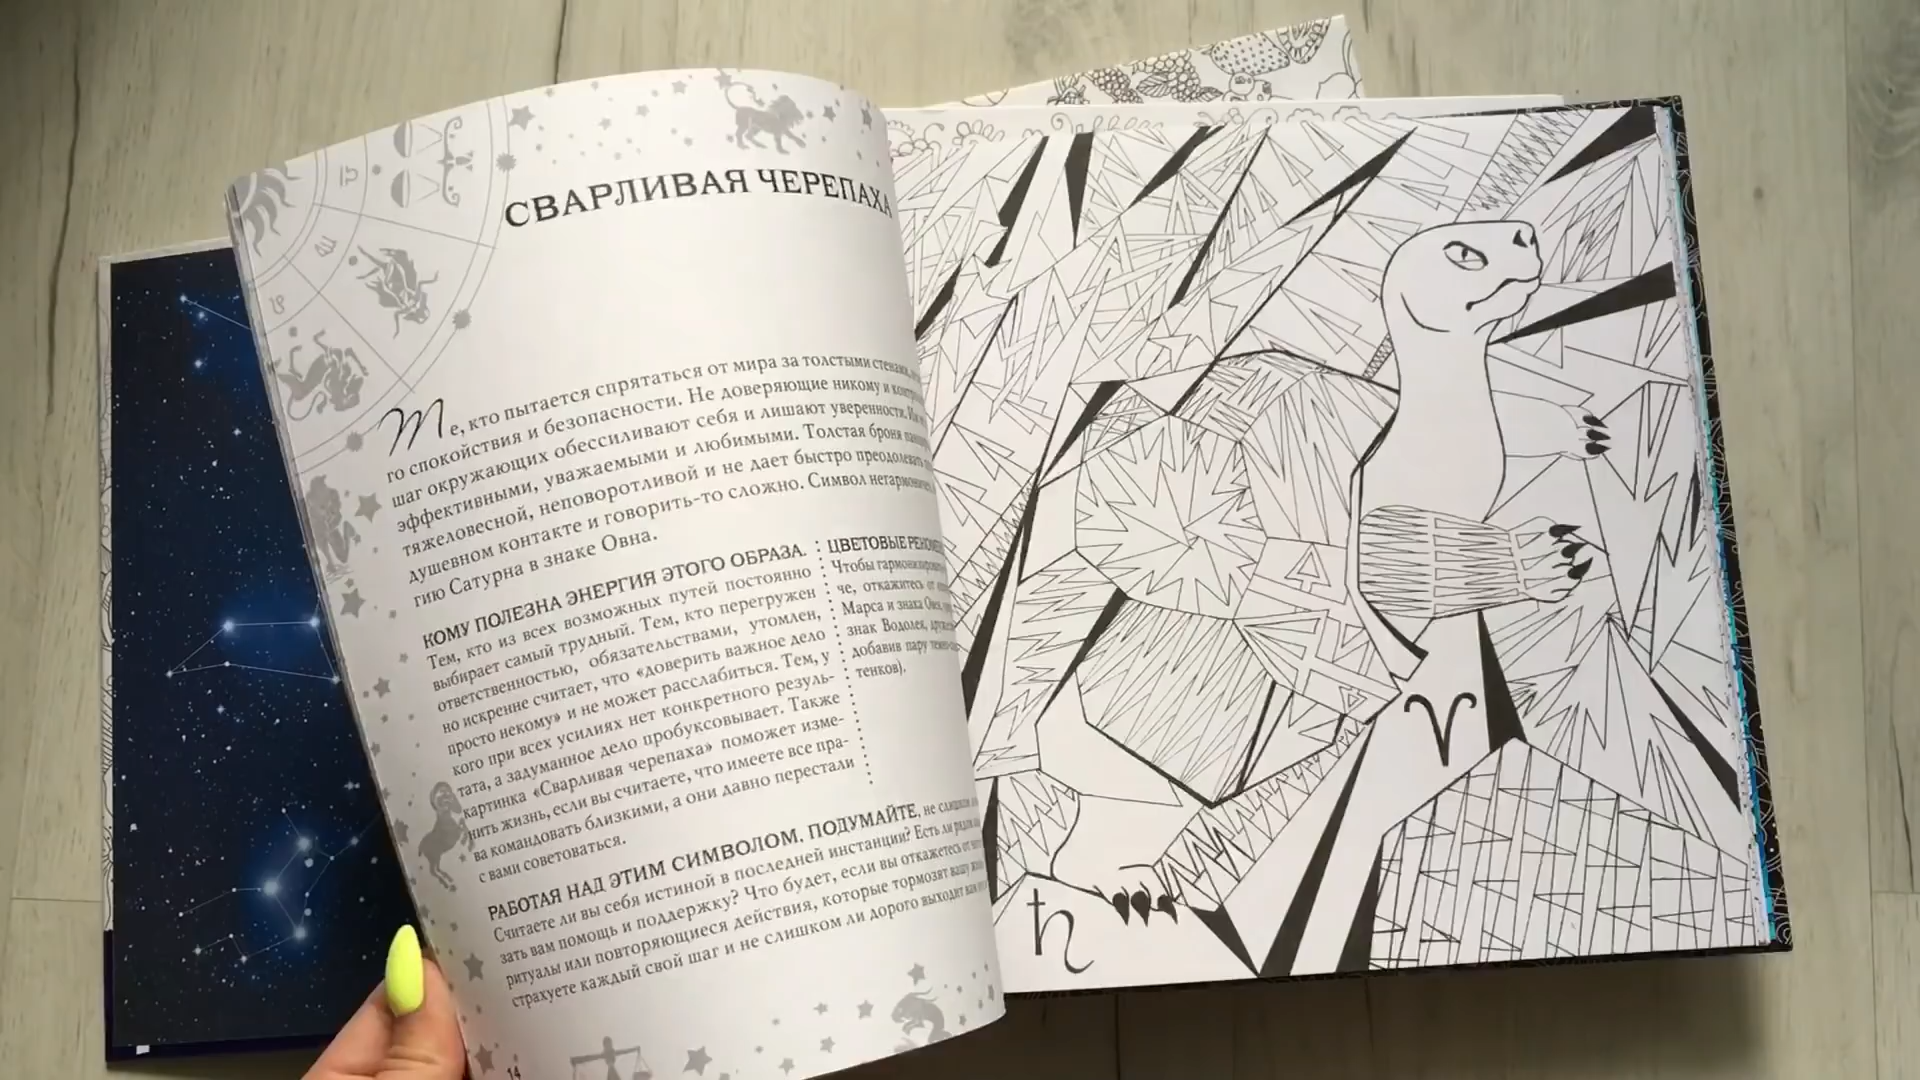 СВАРЛИВАЯ ЧЕРЕПАХА
Те, кто пытается спрятаться от мира за толстыми стенами,
го спокойствия и безопасности. Не доверяющие никому и
шаг окружающих обессиливают себя и лишают уверенности.
эффективными, уважаемыми и любимыми. Толстая броня
тяжеловесной, неповоротливой и не дает быстро преодолевать
душевном контакте и говорить-то сложно. Символ
гию Сатурна в знаке Овна.
КОМУ ПОЛЕЗНА ЭНЕРГИЯ ЭТОГО ОБРАЗА.
Тем, кто из всех возможных путей постоянно
выбирает самый трудный. Тем, кто перегружен
ответственностью, обязательствами, утомлен,
но искренне считает, что «доверить важное дело
просто некому» и не может расслабиться. Тем, у
кого при всех усилиях нет конкретного резуль-
тата, а задуманное дело пробуксовывает. Также
картинка «Сварливая черепаха» поможет изме-
нить жизнь, если вы считаете, что имеете все пра-
ва командовать близкими, а они давно перестали
с вами советоваться.
ЦВЕТОВЫЕ
Чтобы
че, откажитесь от
Марса и знака Овен,
знак Водолея,
добавив пару
тенков).
РАБОТАЯ НАД ЭТИМ СИМВОЛОМ, ПОДУМАЙТЕ, не слишком
Считаете ли вы себя истиной в последней инстанции? Есть ли рядом
зать вам помощь и поддержку? Что будет, если вы откажетесь от
ритуалы или повторяющиеся действия, которые тормозят вашу
страхуете каждый свой шаг и не слишком ли дорого выходит вам
14